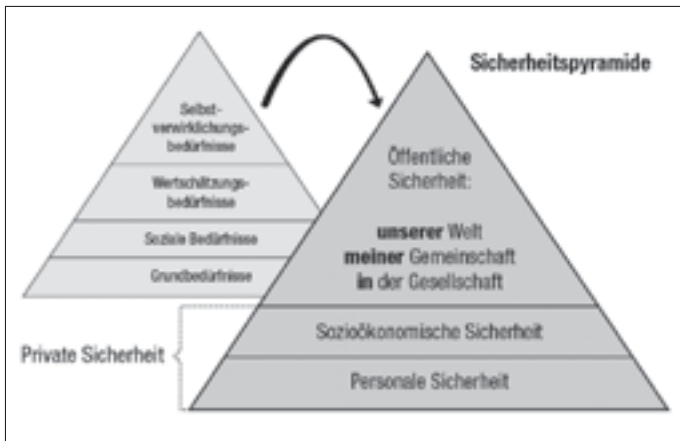 Sicherheitspyramide
Selbst-
verwirklichungs-
bedürfnisse
Wertschätzungs-
bedürfnisse
Soziale Bedürfnisse
Grundbedürfnisse
Öffentliche
Sicherheit:
unserer Welt
meiner Gemeinschaft
in der Gesellschaft
Sozioökonomische Sicherheit
Personale Sicherheit
Private Sicherheit